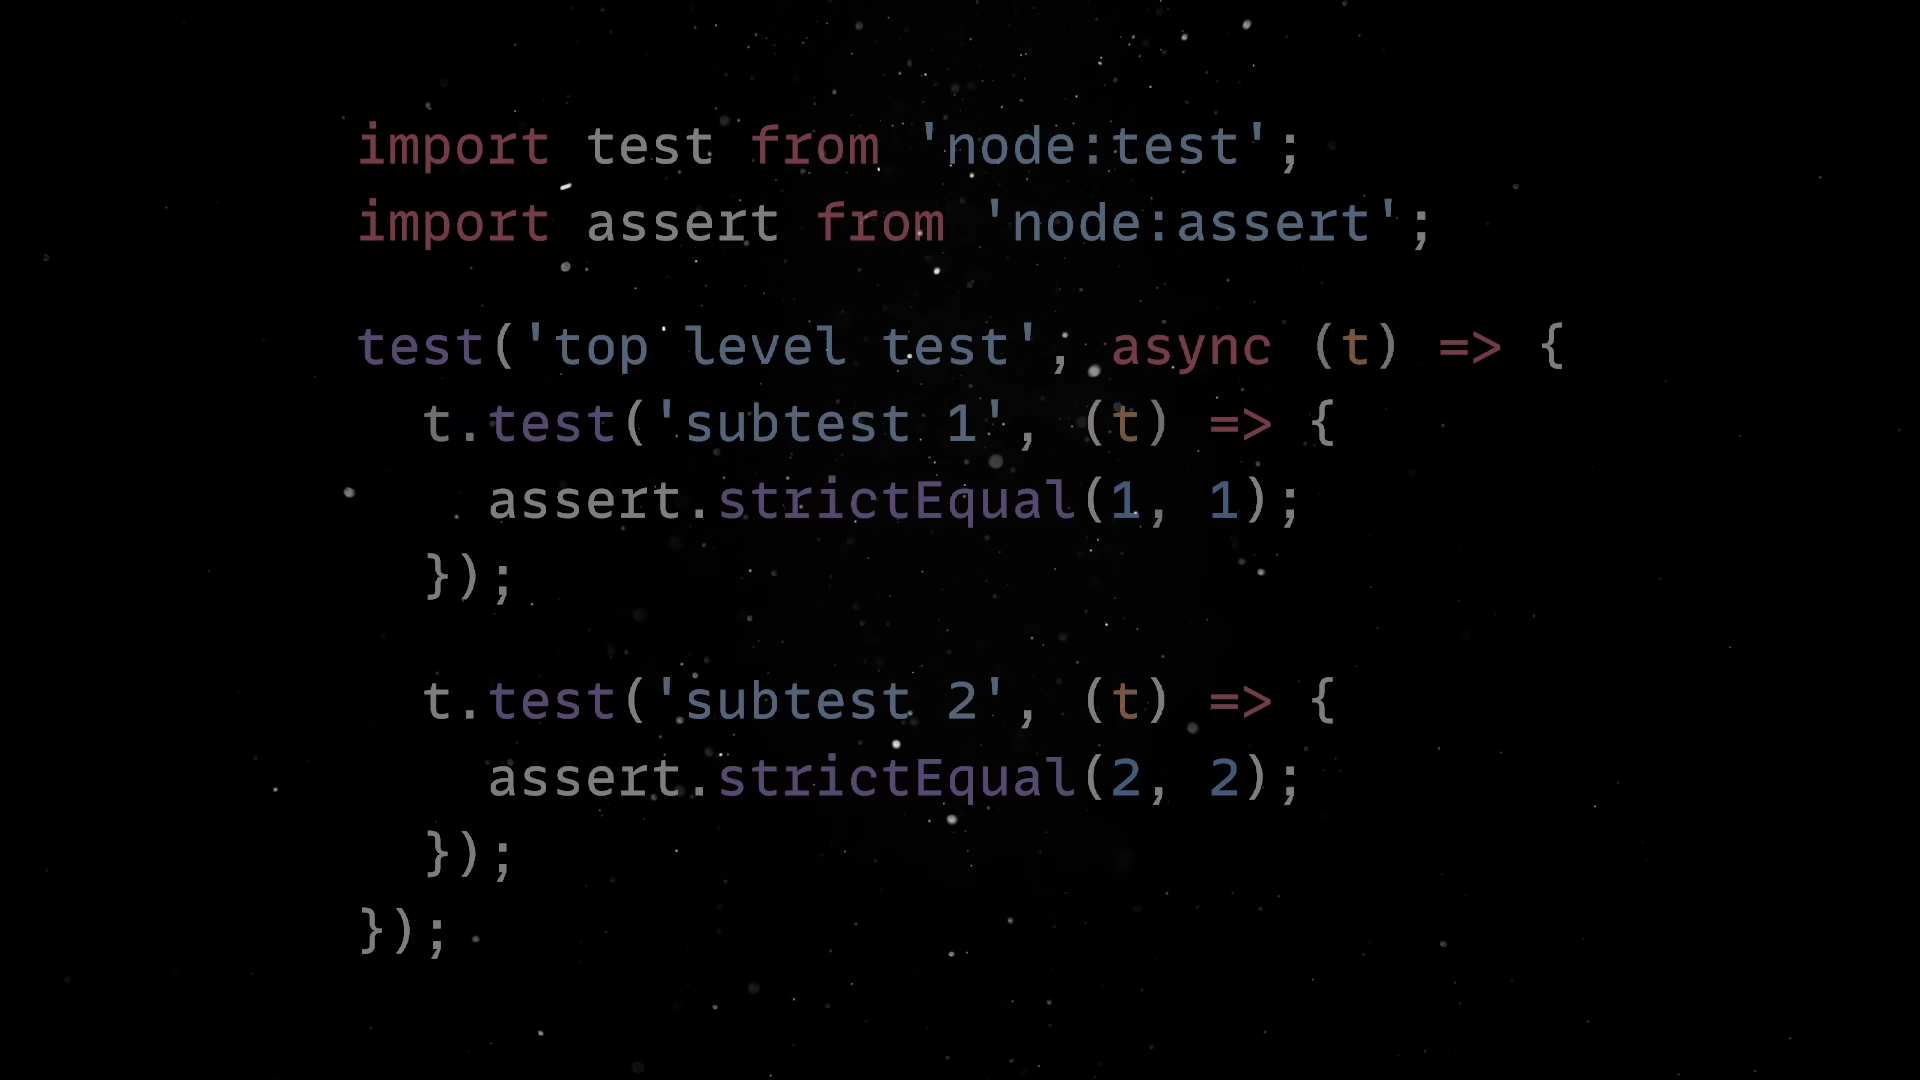 import test from 'node:test';
import assert from 'node:assert';

test('top level test', async (t) => {
  t.test('subtest 1', (t) => {
    assert.strictEqual(1, 1);
  });

  t.test('subtest 2', (t) => {
    assert.strictEqual(2, 2);
  });
});